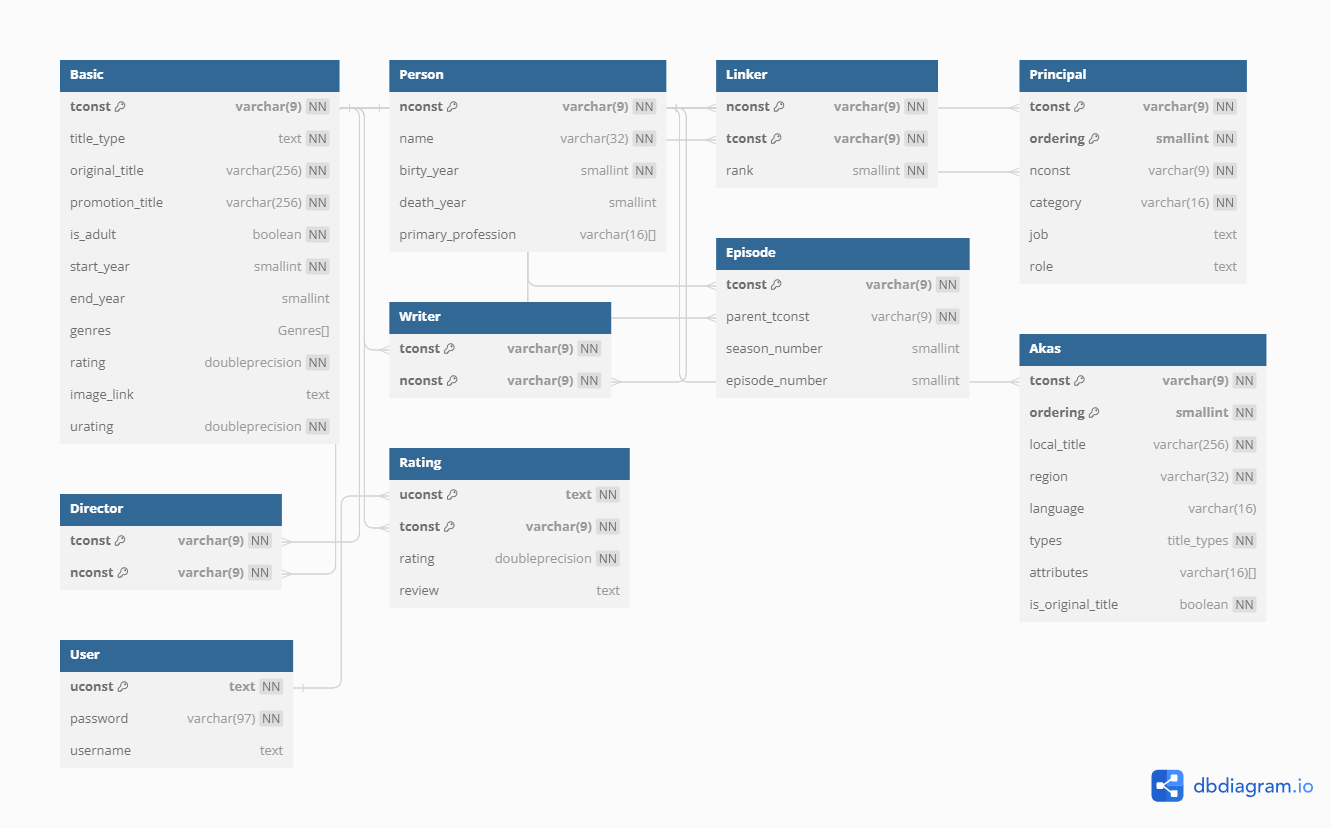 Basic
tconst varchar(9) NN
title_type text NN
original_title varchar(256) NN
promotion_title varchar(256) NN
is_adult boolean NN
start_year smallint NN
end_year smallint
genres Genres[]
rating doubleprecision NN
image_link text
urating doubleprecision NN
Person
nconst varchar(9) NN
name varchar(32) NN
birty_year smallint NN
death_year smallint
primary_profession varchar(16)[]
Linker
nconst varchar(9) NN
tconst varchar(9) NN
rank smallint NN
Principal
tconst varchar(9) NN
ordering smallint NN
nconst varchar(9) NN
category varchar(16) NN
job text
role text
Episode
tconst varchar(9) NN
parent_tconst varchar(9) NN
season_number smallint
episode_number smallint
Writer
tconst varchar(9) NN
nconst varchar(9) NN
Akas
tconst varchar(9) NN
ordering smallint NN
local_title varchar(256) NN
region varchar(32) NN
language varchar(16)
types title_types NN
attributes varchar(16)[]
is_original_title boolean NN
Rating
uconst text NN
tconst varchar(9) NN
rating doubleprecision NN
review text
Director
tconst varchar(9) NN
nconst varchar(9) NN
User
uconst text NN
password varchar(97) NN
username text
dbdiagram.io